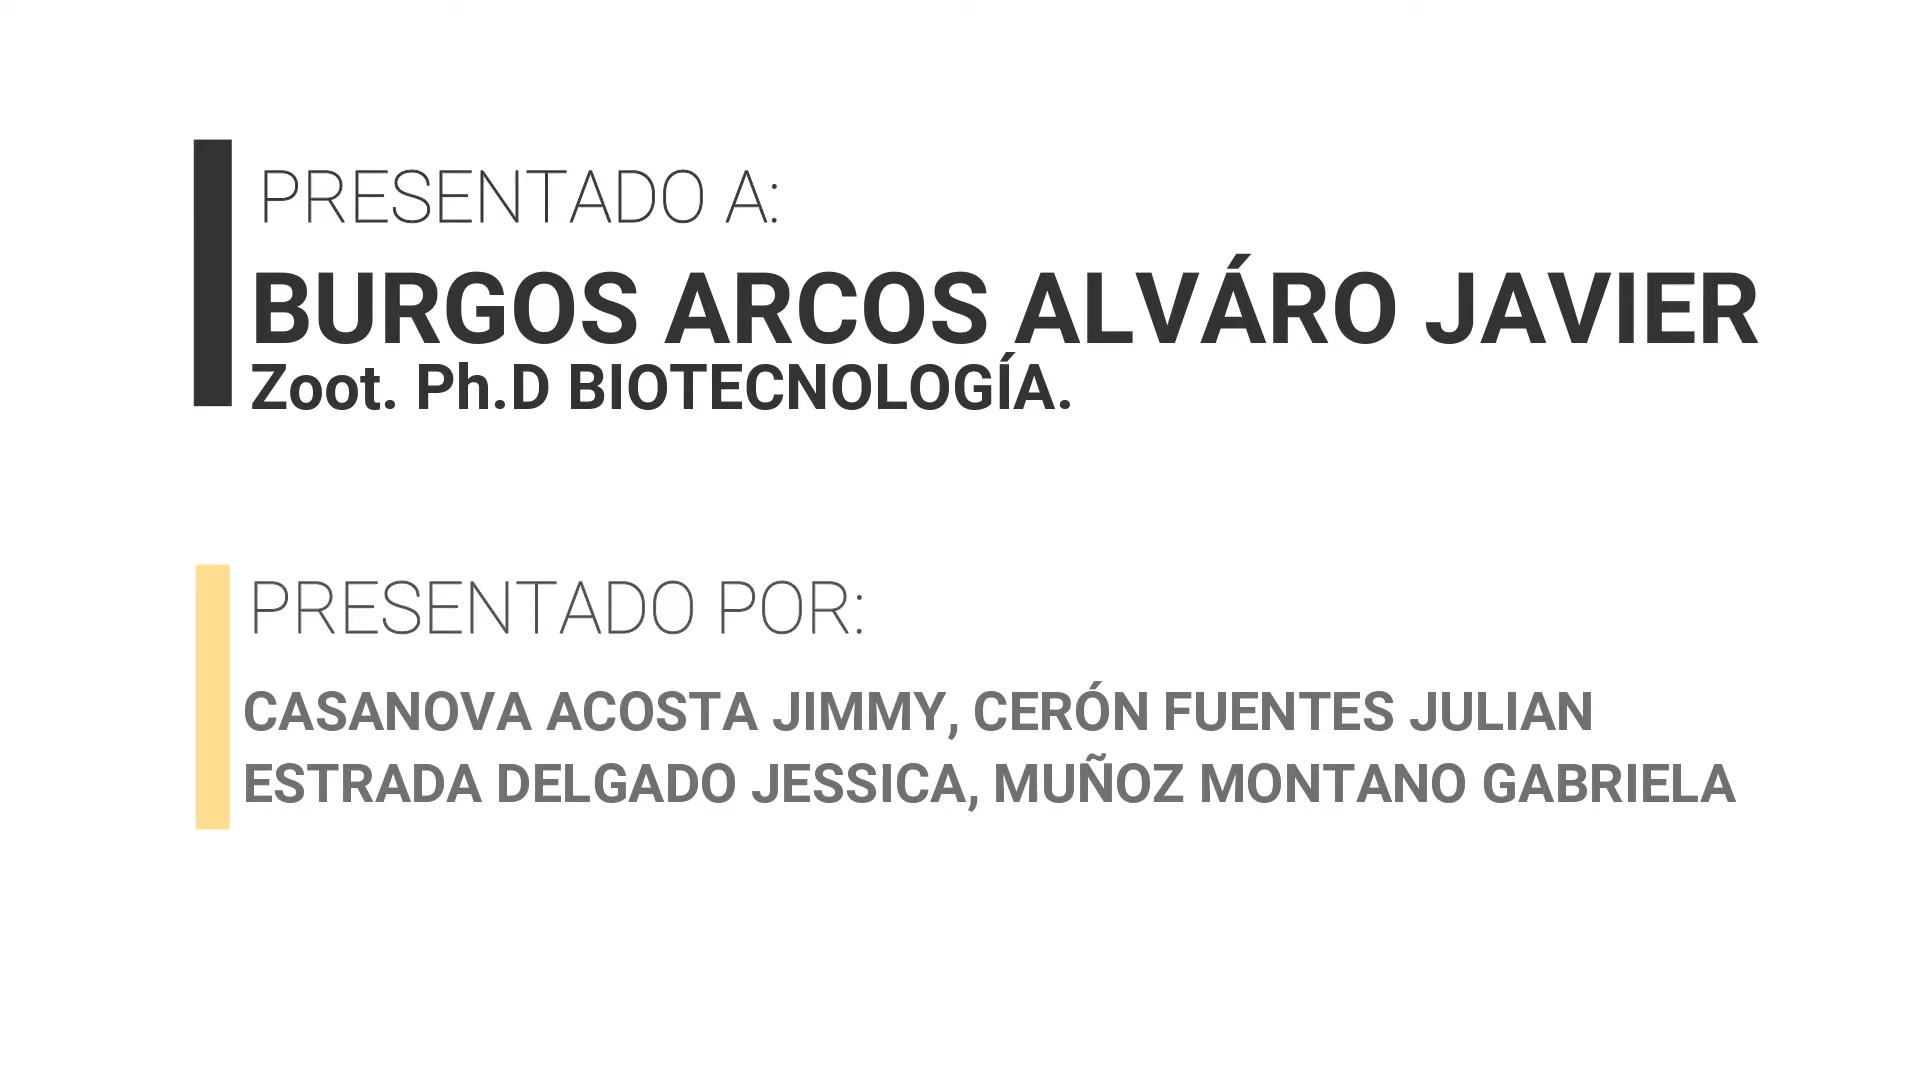 PRESENTADO A:
BURGOS ARCOS ALVÁRO JAVIER
Zoot. Ph.D BIOTECNOLOGÍA.
PRESENTADO POR:
CASANOVA ACOSTA JIMMY, CERÓN FUENTES JULIAN
ESTRADA DELGADO JESSICA, MUÑOZ MONTANO GABRIELA